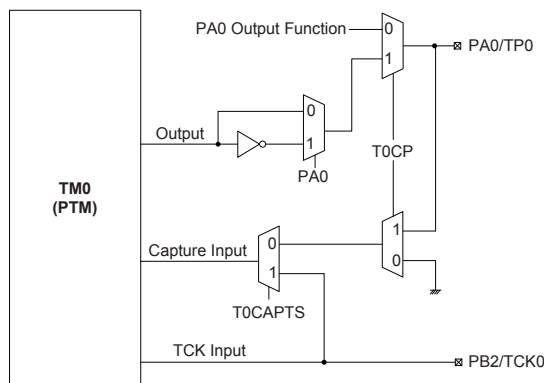 PA0 Output Function
0
1
PA0/TP0
0
1
Output
PA0
T0CP
TM0
(PTM)
Capture Input
0
1
1
0
T0CAPTS
TCK Input
PB2/TCK0